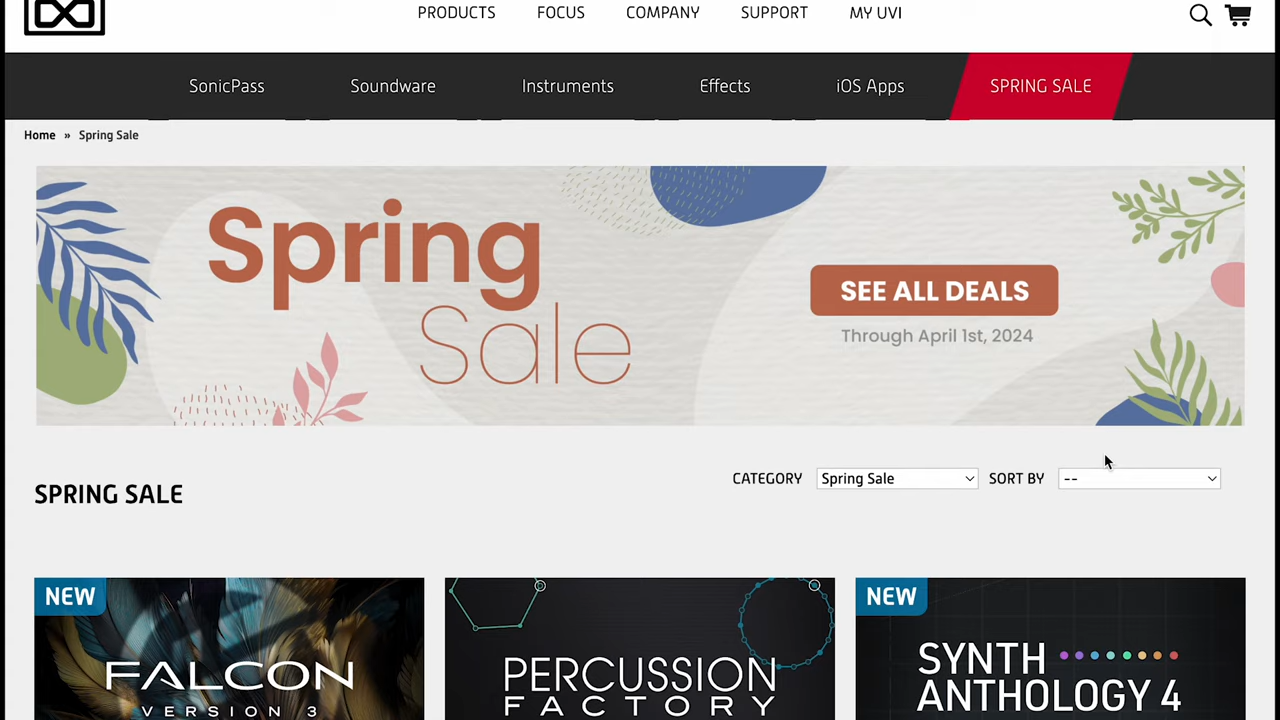 PRODUCTS FOCUS COMPANY SUPPORT MY UVI
SonicPass Soundware Instruments Effects iOS Apps SPRING SALE
Home » Spring Sale
Spring
Sale
SEE ALL DEALS
Through April 1st, 2024
CATEGORY Spring Sale SORT BY --
SPRING SALE
NEW
FALCON
VERSION 3
PERCUSSION
FACTORY
NEW
SYNTH
ANTHOLOGY 4